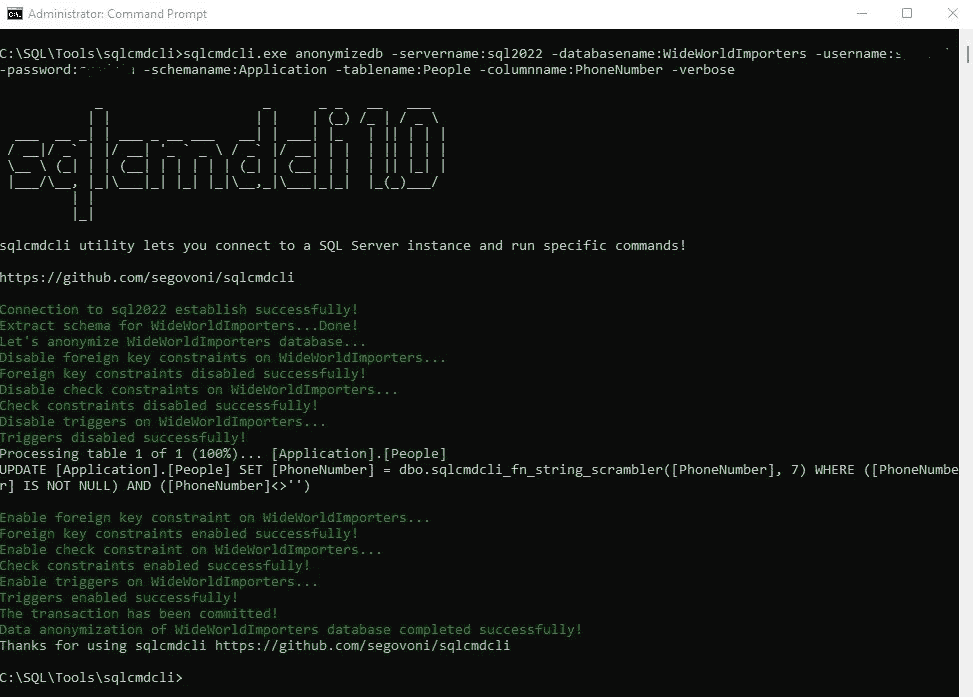 Administrator: Command Prompt
C:\SQL\Tools\sqlcmdcli>sqlcmdcli.exe anonymizedb -servername:sql2022 -databasename:WideWorldImporters -username:
-password: -schemaname:Application -tablename:People -columnname:PhoneNumber -verbose
sqlcmdcli 1.0
sqlcmdcli utility lets you connect to a SQL Server instance and run specific commands!
https://github.com/segovoni/sqlcmdcli
Connection to sql2022 establish successfully!
Extract schema for WideWorldImporters...Done!
Let's anonymize WideWorldImporters database...
Disable foreign key constraints on WideWorldImporters...
Foreign key constraints disabled successfully!
Disable check constraints on WideWorldImporters...
Check constraints disabled successfully!
Disable triggers on WideWorldImporters...
Triggers disabled successfully!
Processing table 1 of 1 (100%)... [Application].[People]
UPDATE [Application].[People] SET [PhoneNumber] = dbo.sqlcmdcli_fn_string_scrambler([PhoneNumber], 7) WHERE ([PhoneNumbe
r] IS NOT NULL) AND ([PhoneNumber]<>'')
Enable foreign key constraint on WideWorldImporters...
Foreign key constraints enabled successfully!
Enable check constraint on WideWorldImporters...
Check constraints enabled successfully!
Enable triggers on WideWorldImporters...
Triggers enabled successfully!
The transaction has been committed!
Data anonymization of WideWorldImporters database completed successfully!
Thanks for using sqlcmdcli https://github.com/segovoni/sqlcmdcli
C:\SQL\Tools\sqlcmdcli>